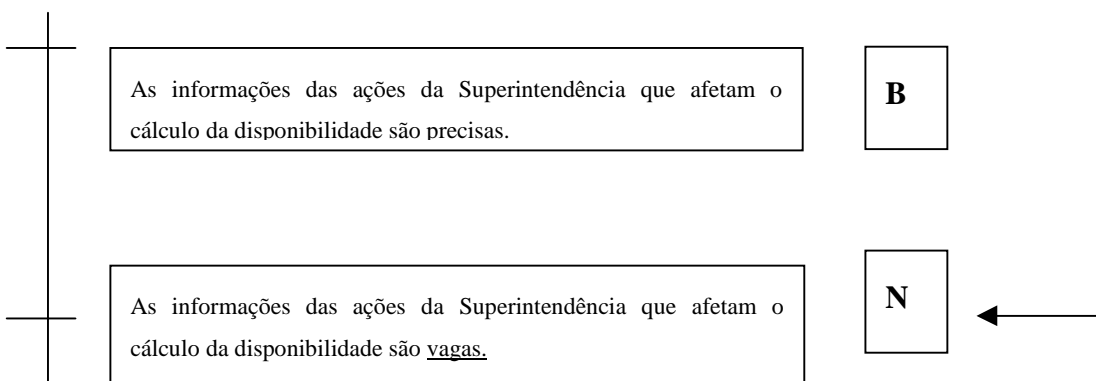 As informações das ações da Superintendência que afetam o
cálculo da disponibilidade são precisas.
B
As informações das ações da Superintendência que afetam o
cálculo da disponibilidade são vagas.
N